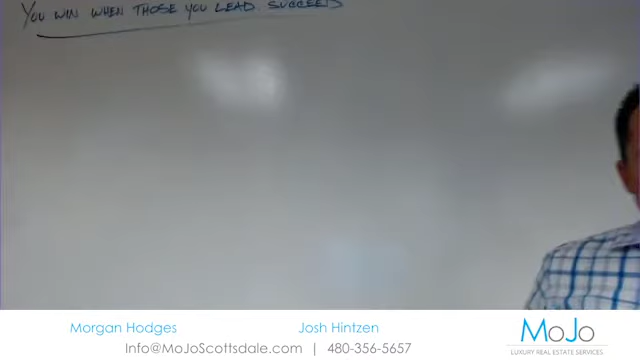 You WIN WHEN THOSE YOU LEAD SUCCEED
Morgan Hodges Josh Hintzen
Info@MoJoScottsdale.com | 480-356-5657
MoJo
LUXURY REAL ESTATE SERVICES